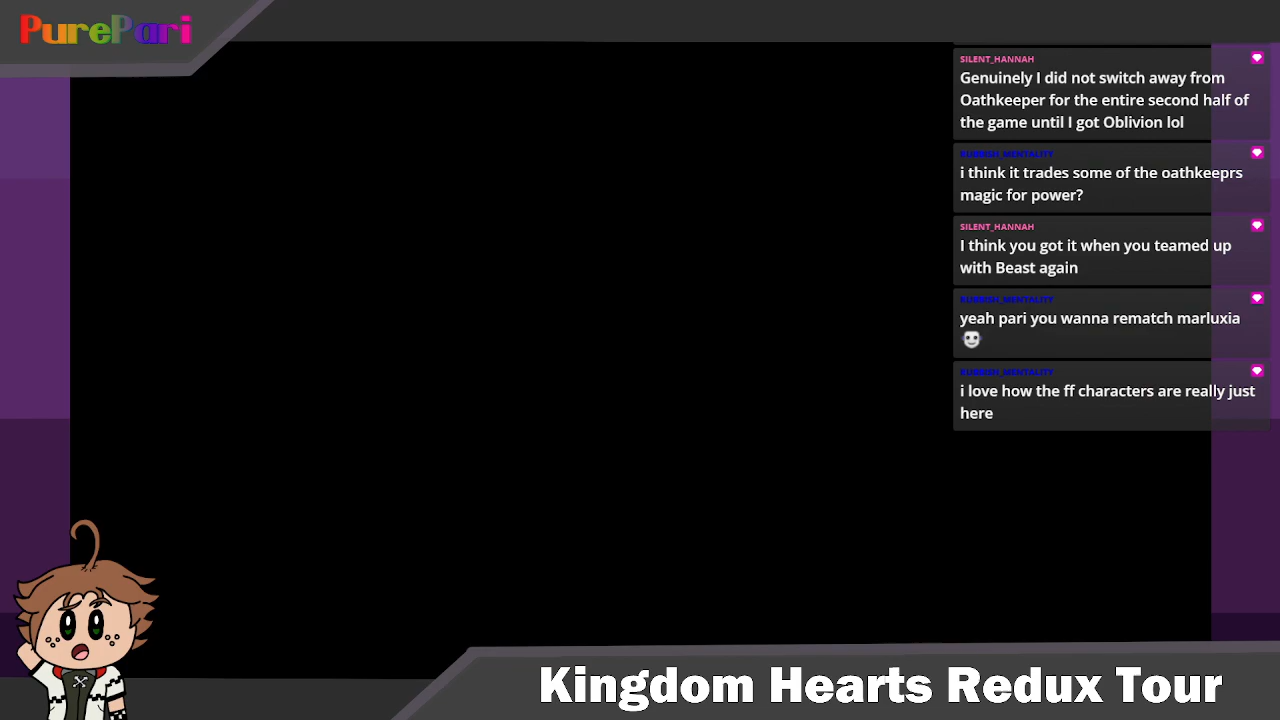 PurePari
SILENT_HANNAH
Genuinely I did not switch away from
Oathkeeper for the entire second half of
the game until I got Oblivion lol
RUBBISH_MENTALITY
i think it trades some of the oathkeeprs
magic for power?
SILENT_HANNAH
I think you got it when you teamed up
with Beast again
RUBBISH_MENTALITY
yeah pari you wanna rematch marluxia
RUBBISH_MENTALITY
i love how the ff characters are really just
here
Kingdom Hearts Redux Tour